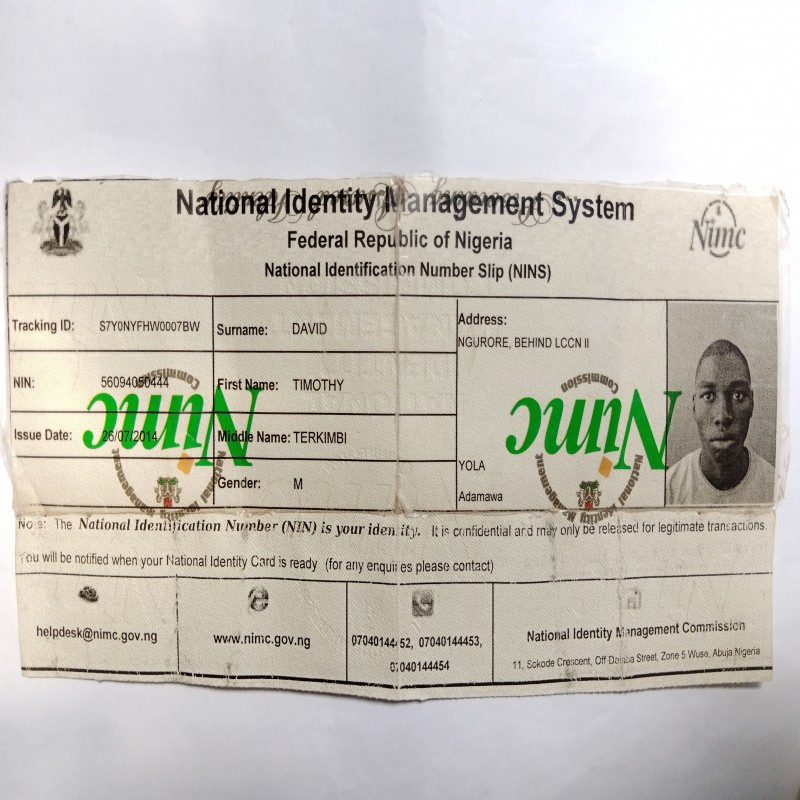 National Identity Management System
Federal Republic of Nigeria
National Identification Number Slip (NINS)
Nimc
Tracking ID: S7Y0NYFHW0007BW
Surname: DAVID
Address:
NGURORE, BEHIND LCCN II
NIN: 56094050444
First Name: TIMOTHY
Issue Date: 26/07/2014
Middle Name: TERKIMBI
YOLA
Gender: M
Adamawa
Nimc
National Identity Management Commission
Nimc
National Identity Management Commission
Note: The National Identification Number (NIN) is your identity. It is confidential and may only be released for legitimate transactions.
You will be notified when your National Identity Card is ready (for any enquiries please contact)
helpdesk@nimc.gov.ng
www.nimc.gov.ng
07040144452, 07040144453,
07040144454
National Identity Management Commission
11, Sokode Crescent, Off Dalaba Street, Zone 5 Wuse, Abuja Nigeria